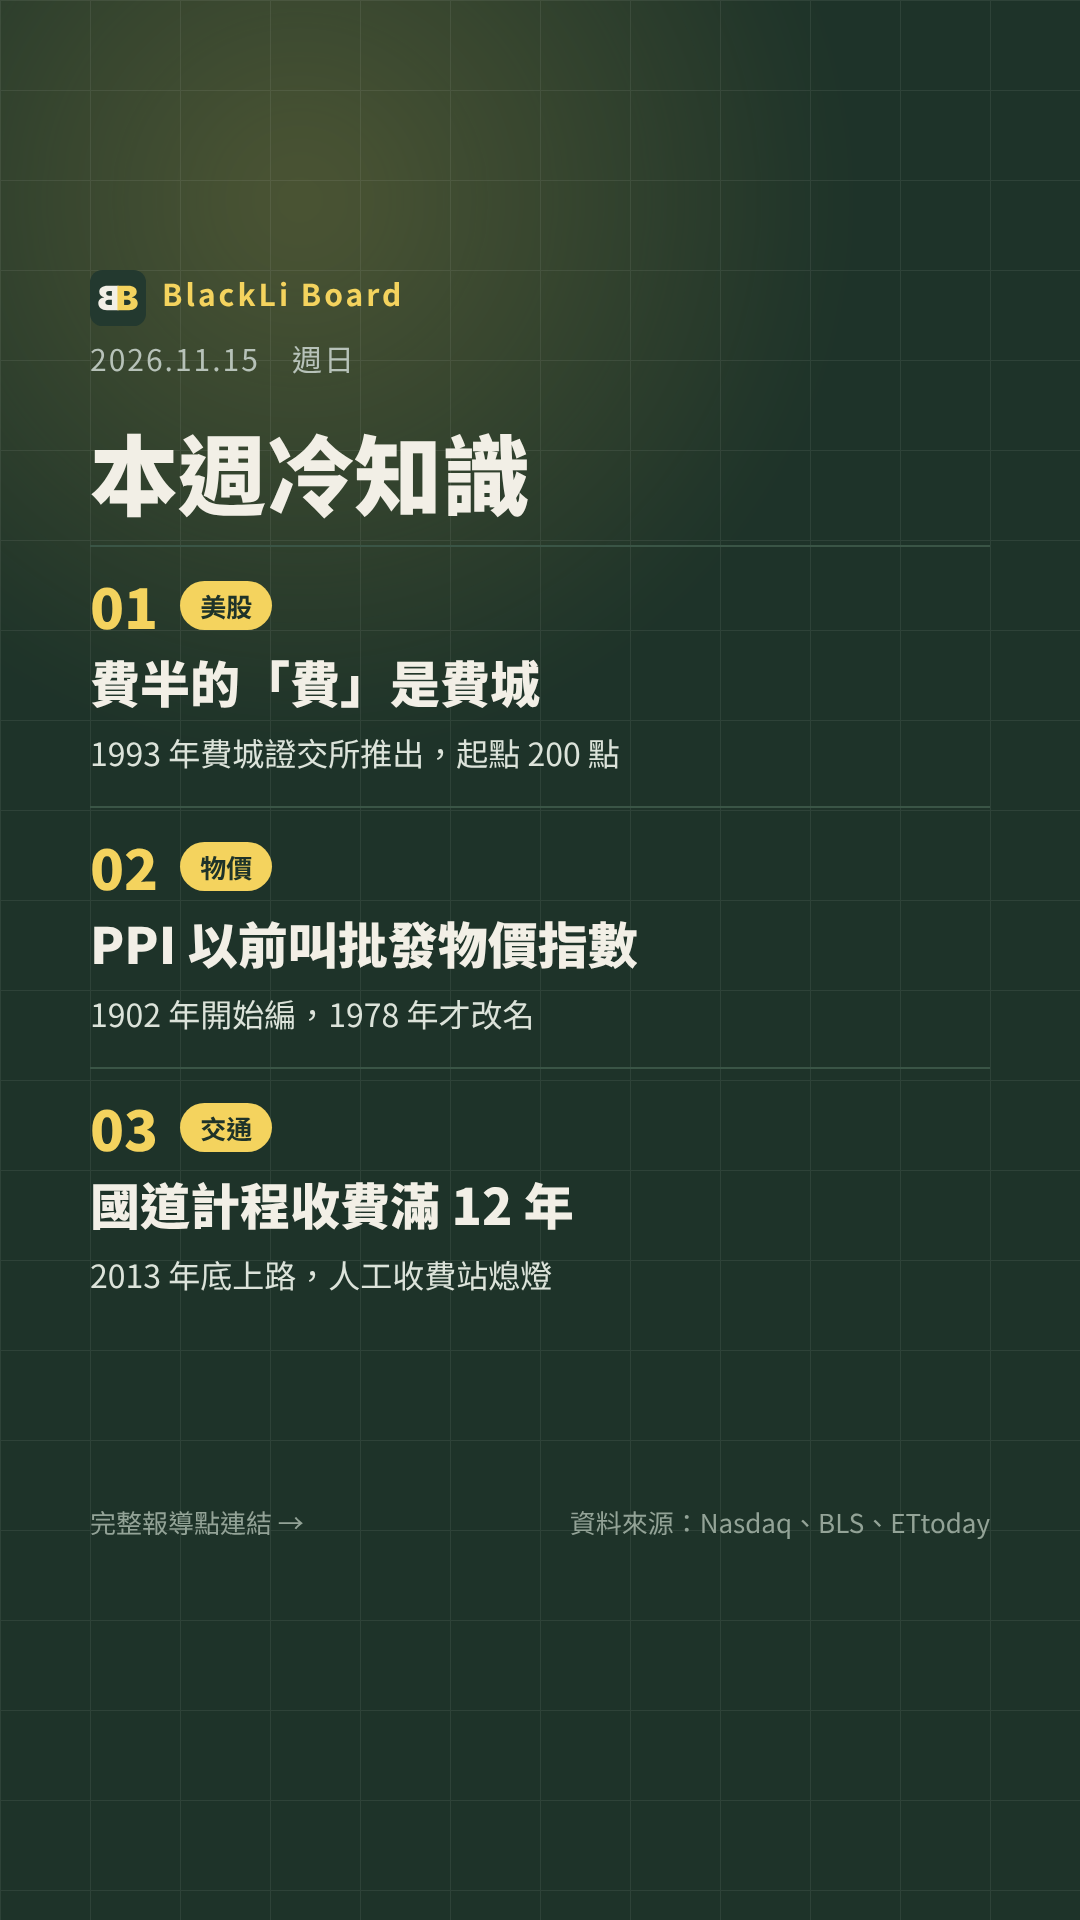 BB BlackLi Board
2026.11.15 週日
本週冷知識
01 美股
費半的「費」是費城
1993 年費城證交所推出，起點 200 點
02 物價
PPI 以前叫批發物價指數
1902 年開始編，1978 年才改名
03 交通
國道計程收費滿 12 年
2013 年底上路，人工收費站熄燈
完整報導點連結 → 資料來源：Nasdaq、BLS、ETtoday